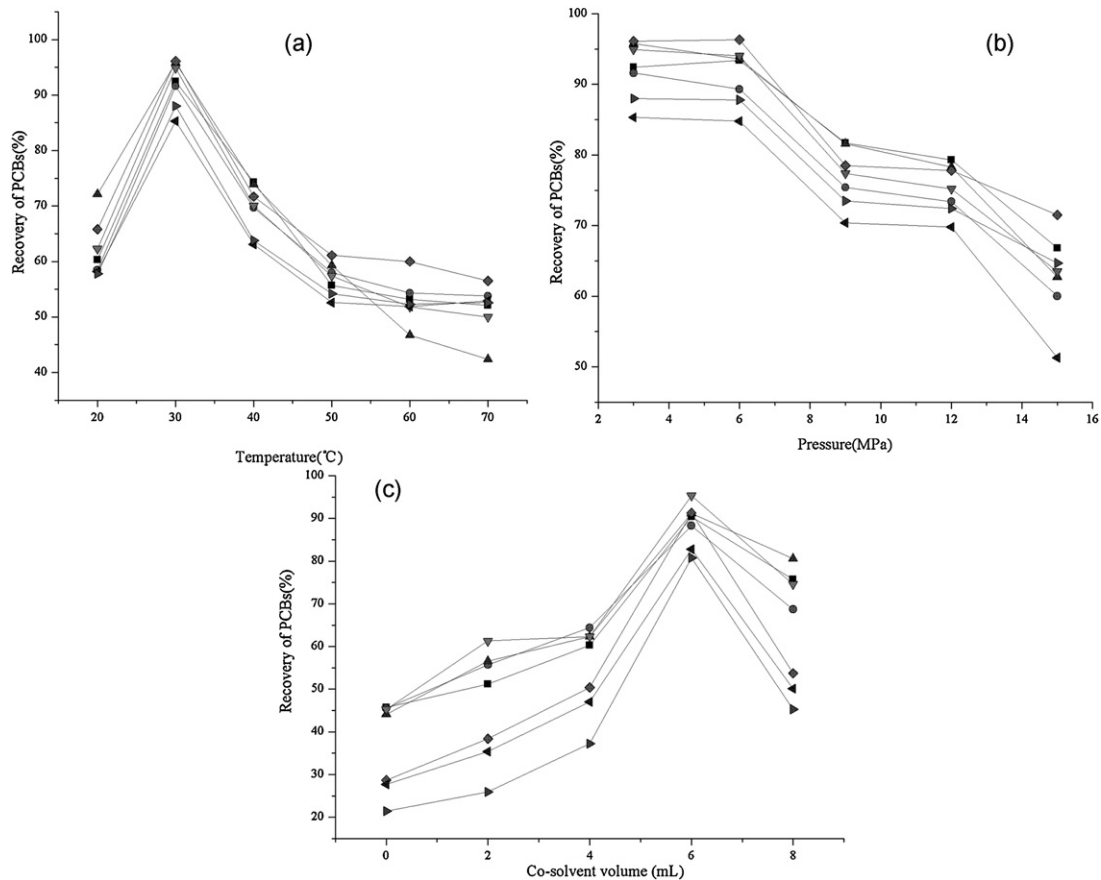 (a)
Recovery of PCBs(%)
100
90
80
70
60
50
40
20 30 40 50 60 70
Temperature(℃)
(b)
Recovery of PCBs(%)
100
90
80
70
60
50
2 4 6 8 10 12 14 16
Pressure(MPa)
(c)
Recovery of PCBs(%)
100
90
80
70
60
50
40
30
20
0 2 4 6 8
Co-solvent volume (mL)